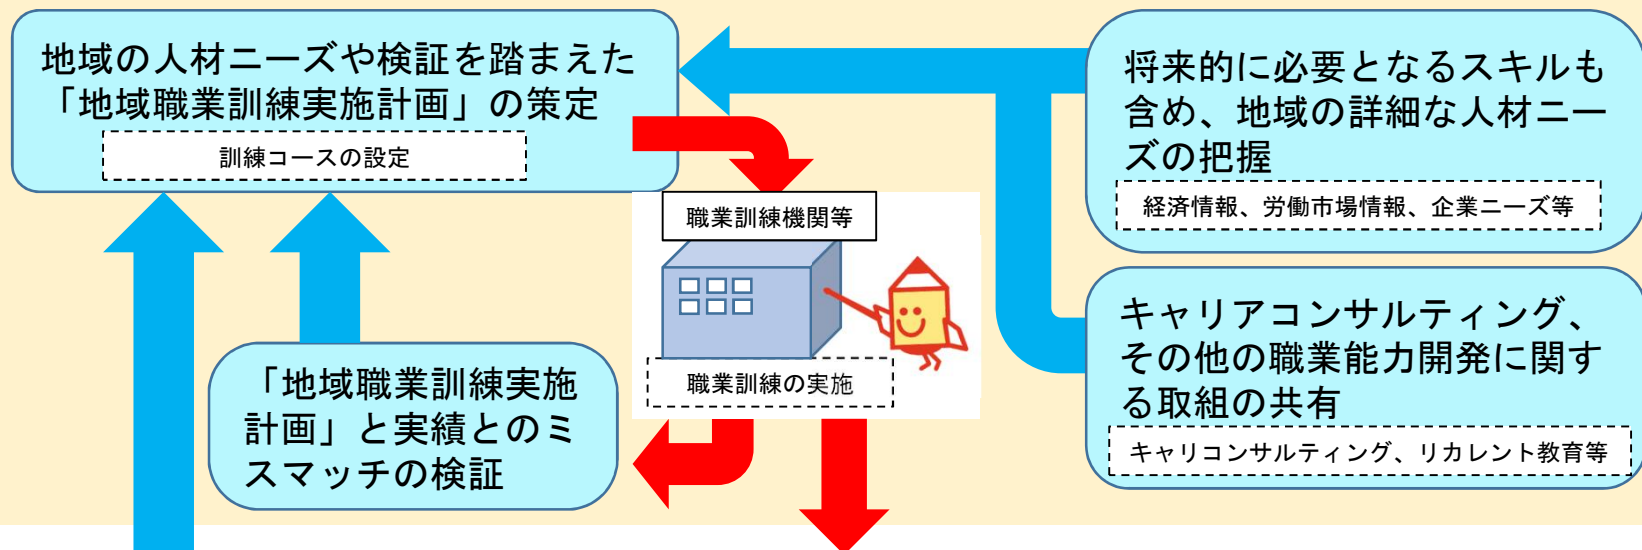 地域の人材ニーズや検証を踏まえた
「地域職業訓練実施計画」の策定
訓練コースの設定
将来的に必要となるスキルも
含め、地域の詳細な人材ニー
ズの把握
経済情報、労働市場情報、企業ニーズ等
職業訓練機関等
職業訓練の実施
「地域職業訓練実施
計画」と実績とのミ
スマッチの検証
キャリアコンサルティング、
その他の職業能力開発に関す
る取組の共有
キャリコンサルティング、リカレント教育等